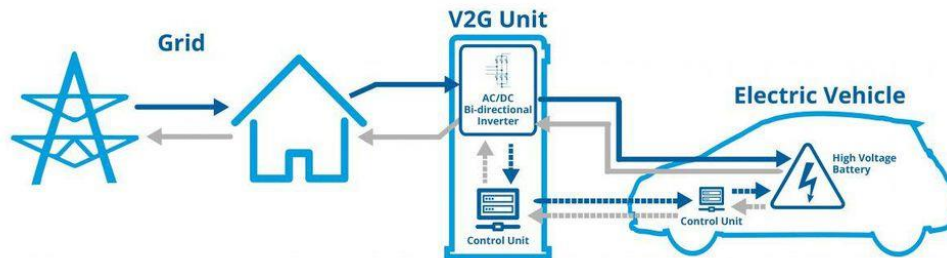 V2G Unit
Grid
AC/DC
Bi-directional
Inverter
Electric Vehicle
High Voltage
Battery
Control Unit
Control Unit